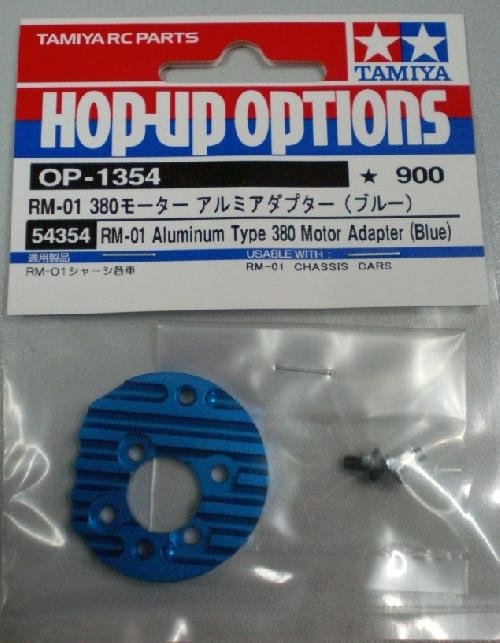 TAMIYA RC PARTS
TAMIYA
HOP-UP OPTIONS
OP-1354 ★ 900
RM-01 380モーター アルミアダプター（ブルー）
54354 RM-01 Aluminum Type 380 Motor Adapter (Blue)
適用製品 USABLE WITH :
RM-01シャーシ各車 RM-01 CHASSIS CARS